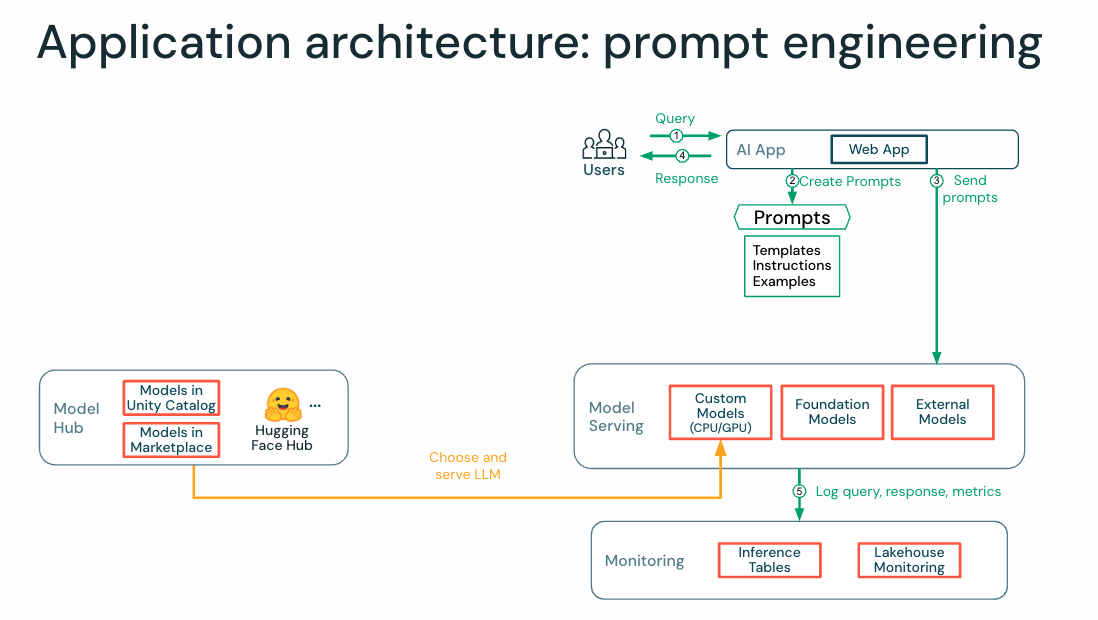 Application architecture: prompt engineering
Query
1
4
Response
Users
AI App
Web App
2
Create Prompts
3
Send
prompts
Prompts
Templates
Instructions
Examples
Model
Hub
Models in
Unity Catalog
Models in
Marketplace
...
Hugging
Face Hub
Choose and
serve LLM
Model
Serving
Custom
Models
(CPU/GPU)
Foundation
Models
External
Models
5
Log query, response, metrics
Monitoring
Inference
Tables
Lakehouse
Monitoring